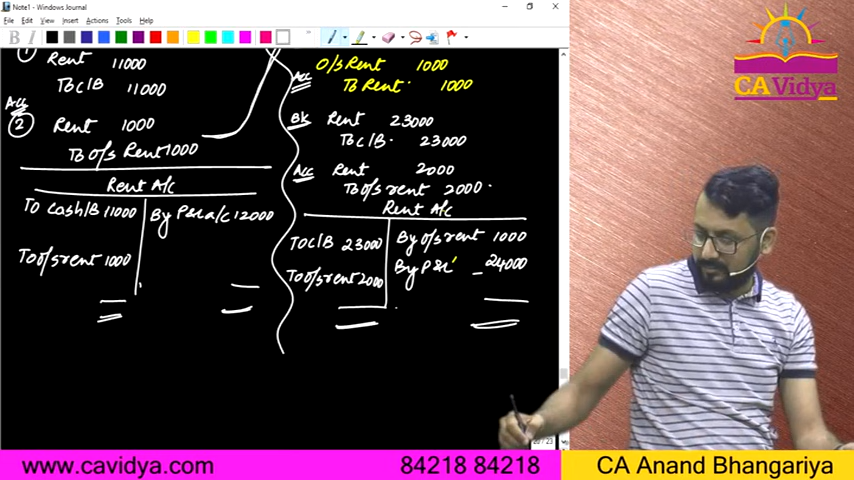 Note1 - Windows Journal
File Edit View Insert Actions Tools Help
B
Rent 11000
To C/B 11000
Acc
2 Rent 1000
To O/s Rent 1000
Rent A/c
To Cash/B 11000 By P&L a/c 12000
To O/s rent 1000
O/s Rent 1000
Acc To Rent 1000
Bk Rent 23000
To C/B 23000
Acc Rent 2000
To O/s rent 2000
Rent A/c
To C/B 23000 By O/s rent 1000
To O/s rent 2000 By P&L 24000
CA Vidya
www.cavidya.com
84218 84218
CA Anand Bhangariya